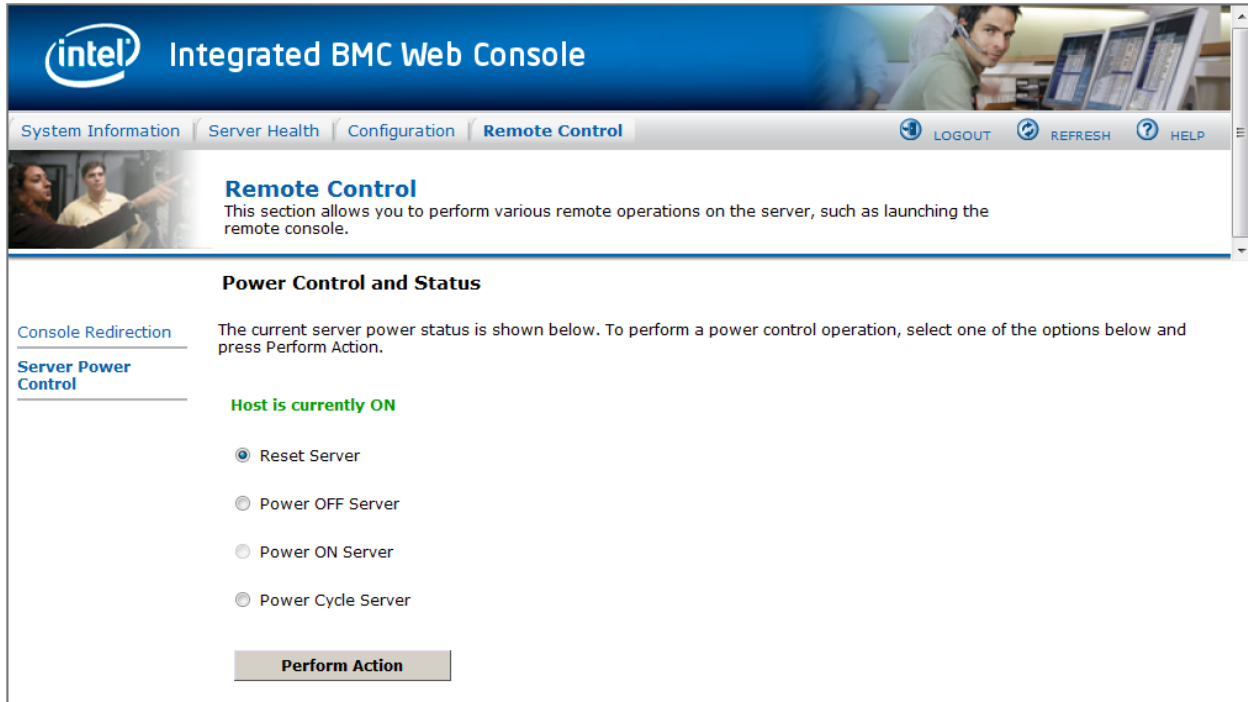 intel Integrated BMC Web Console
System Information Server Health Configuration Remote Control LOGOUT REFRESH ? HELP
Remote Control
This section allows you to perform various remote operations on the server, such as launching the
remote console.
Power Control and Status
Console Redirection
Server Power
Control
The current server power status is shown below. To perform a power control operation, select one of the options below and
press Perform Action.
Host is currently ON
Reset Server
Power OFF Server
Power ON Server
Power Cycle Server
Perform Action